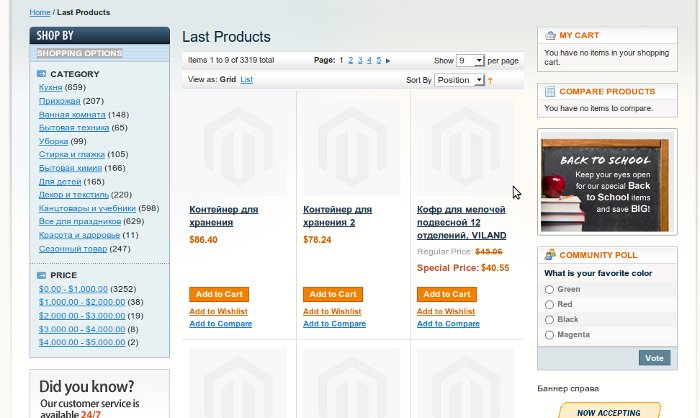 Home / Last Products
SHOP BY
SHOPPING OPTIONS
CATEGORY
Кухня (659)
Прихожая (207)
Ванная комната (148)
Бытовая техника (65)
Уборка (99)
Стирка и глажка (105)
Бытовая химия (166)
Для детей (165)
Декор и текстиль (220)
Канцтовары и учебники (598)
Все для праздников (629)
Красота и здоровье (11)
Сезонный товар (247)
PRICE
$0.00 - $1,000.00 (3252)
$1,000.00 - $2,000.00 (38)
$2,000.00 - $3,000.00 (19)
$3,000.00 - $4,000.00 (8)
$4,000.00 - $5,000.00 (2)
Did you know?
Our customer service is
available 24/7
Last Products
Items 1 to 9 of 3319 total
Page: 1 2 3 4 5
Show 9 per page
View as: Grid List
Sort By Position
Контейнер для
хранения
$86.40
Add to Cart
Add to Wishlist
Add to Compare
Контейнер для
хранения 2
$78.24
Add to Cart
Add to Wishlist
Add to Compare
Кофр для мелочей
подвесной 12
отделений, VILAND
Regular Price: $45.06
Special Price: $40.55
Add to Cart
Add to Wishlist
Add to Compare
MY CART
You have no items in your shopping
cart.
COMPARE PRODUCTS
You have no items to compare.
BACK TO SCHOOL
Keep your eyes open
for our special Back
to School items
and save BIG!
COMMUNITY POLL
What is your favorite color
Green
Red
Black
Magenta
Vote
Баннер справа
NOW ACCEPTING